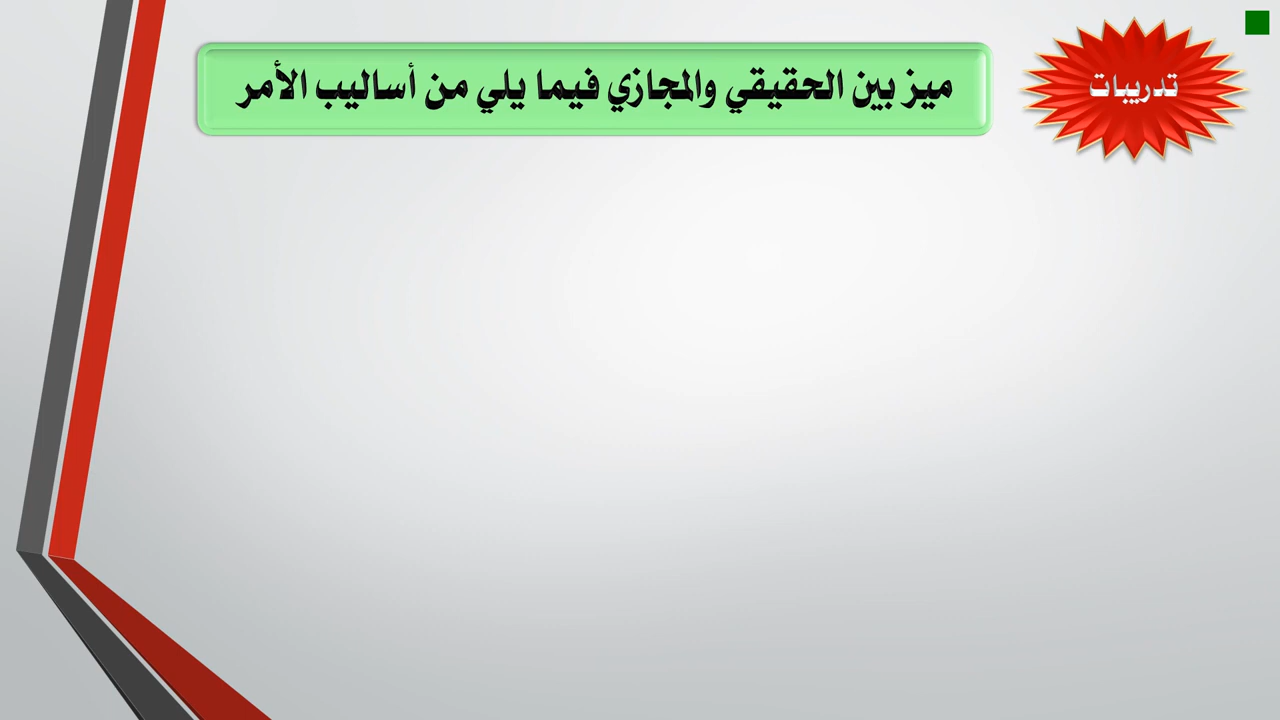 تدريبات
ميز بين الحقيقي والمجازي فيما يلي من أساليب الأمر